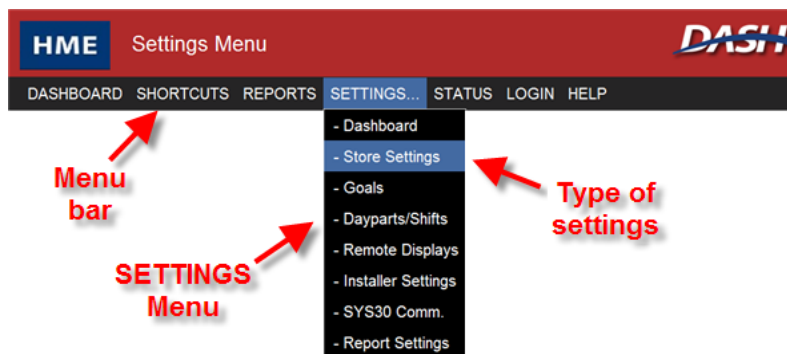 HME Settings Menu DASH
DASHBOARD SHORTCUTS REPORTS SETTINGS... STATUS LOGIN HELP
- Dashboard
- Store Settings
- Goals
- Dayparts/Shifts
- Remote Displays
- Installer Settings
- SYS30 Comm.
- Report Settings
Menu
bar
SETTINGS
Menu
Type of
settings